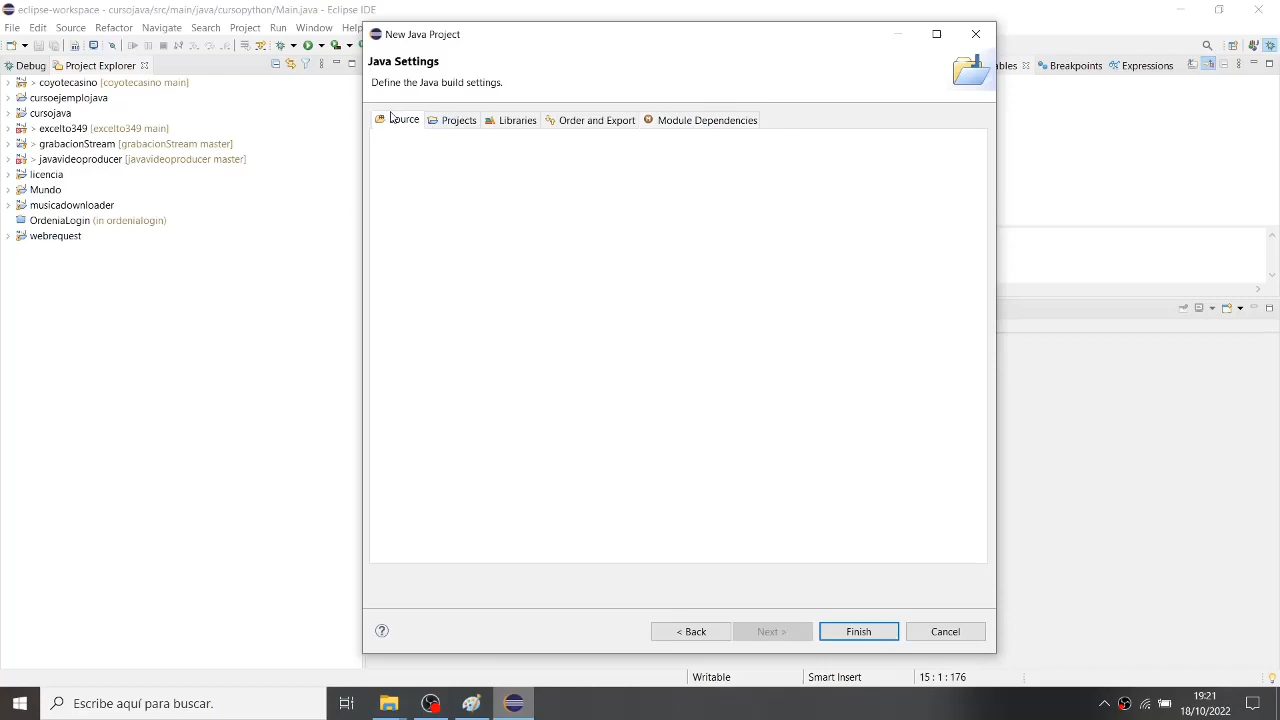 eclipse-workspace - cursojava/src/main/java/cursopython/Main.java - Eclipse IDE
File Edit Source Refactor Navigate Search Project Run Window Help
New Java Project
Java Settings
Define the Java build settings.
Debug Project Explorer
Breakpoints Expressions
> coyotecasino [coyotecasino main]
cursoejemplojava
cursojava
> excelto349 [excelto349 main]
> grabacionStream [grabacionStream master]
> javavideoproducer [javavideoproducer master]
licencia
Mundo
musicadownloader
OrdeniaLogin (in ordenialogin)
webrequest
Source Projects Libraries Order and Export Module Dependencies
< Back Next > Finish Cancel
Writable Smart Insert 15 : 1 : 176
Escribe aquí para buscar.
19:21
18/10/2022